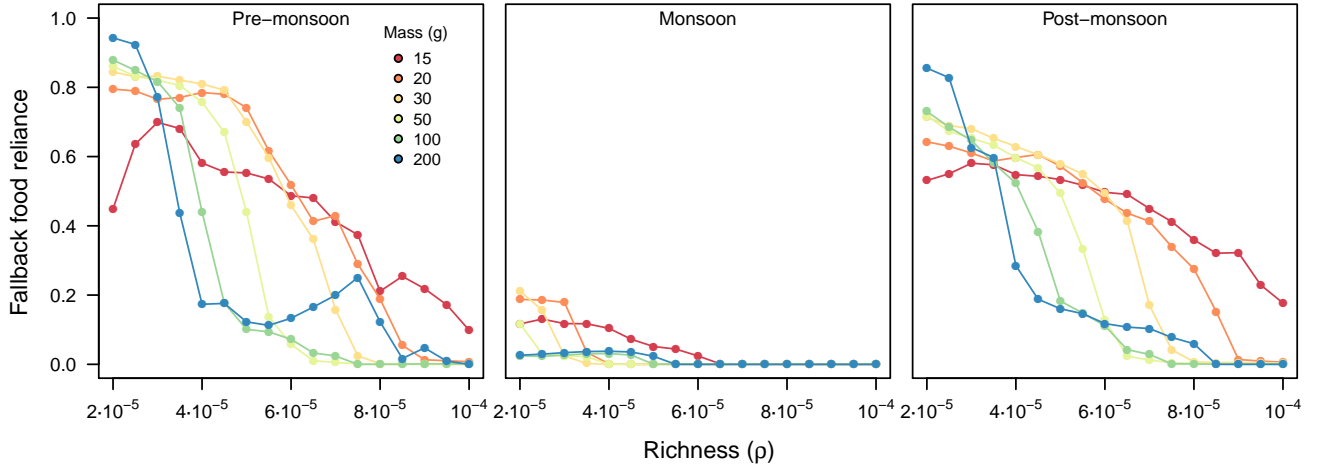 Pre−monsoon
Monsoon
Post−monsoon
Mass (g)
15
20
30
50
100
200
Fallback food reliance
1.0
0.8
0.6
0.4
0.2
0.0
2·10⁻⁵ 4·10⁻⁵ 6·10⁻⁵ 8·10⁻⁵ 10⁻⁴
2·10⁻⁵ 4·10⁻⁵ 6·10⁻⁵ 8·10⁻⁵ 10⁻⁴
2·10⁻⁵ 4·10⁻⁵ 6·10⁻⁵ 8·10⁻⁵ 10⁻⁴
Richness (ρ)